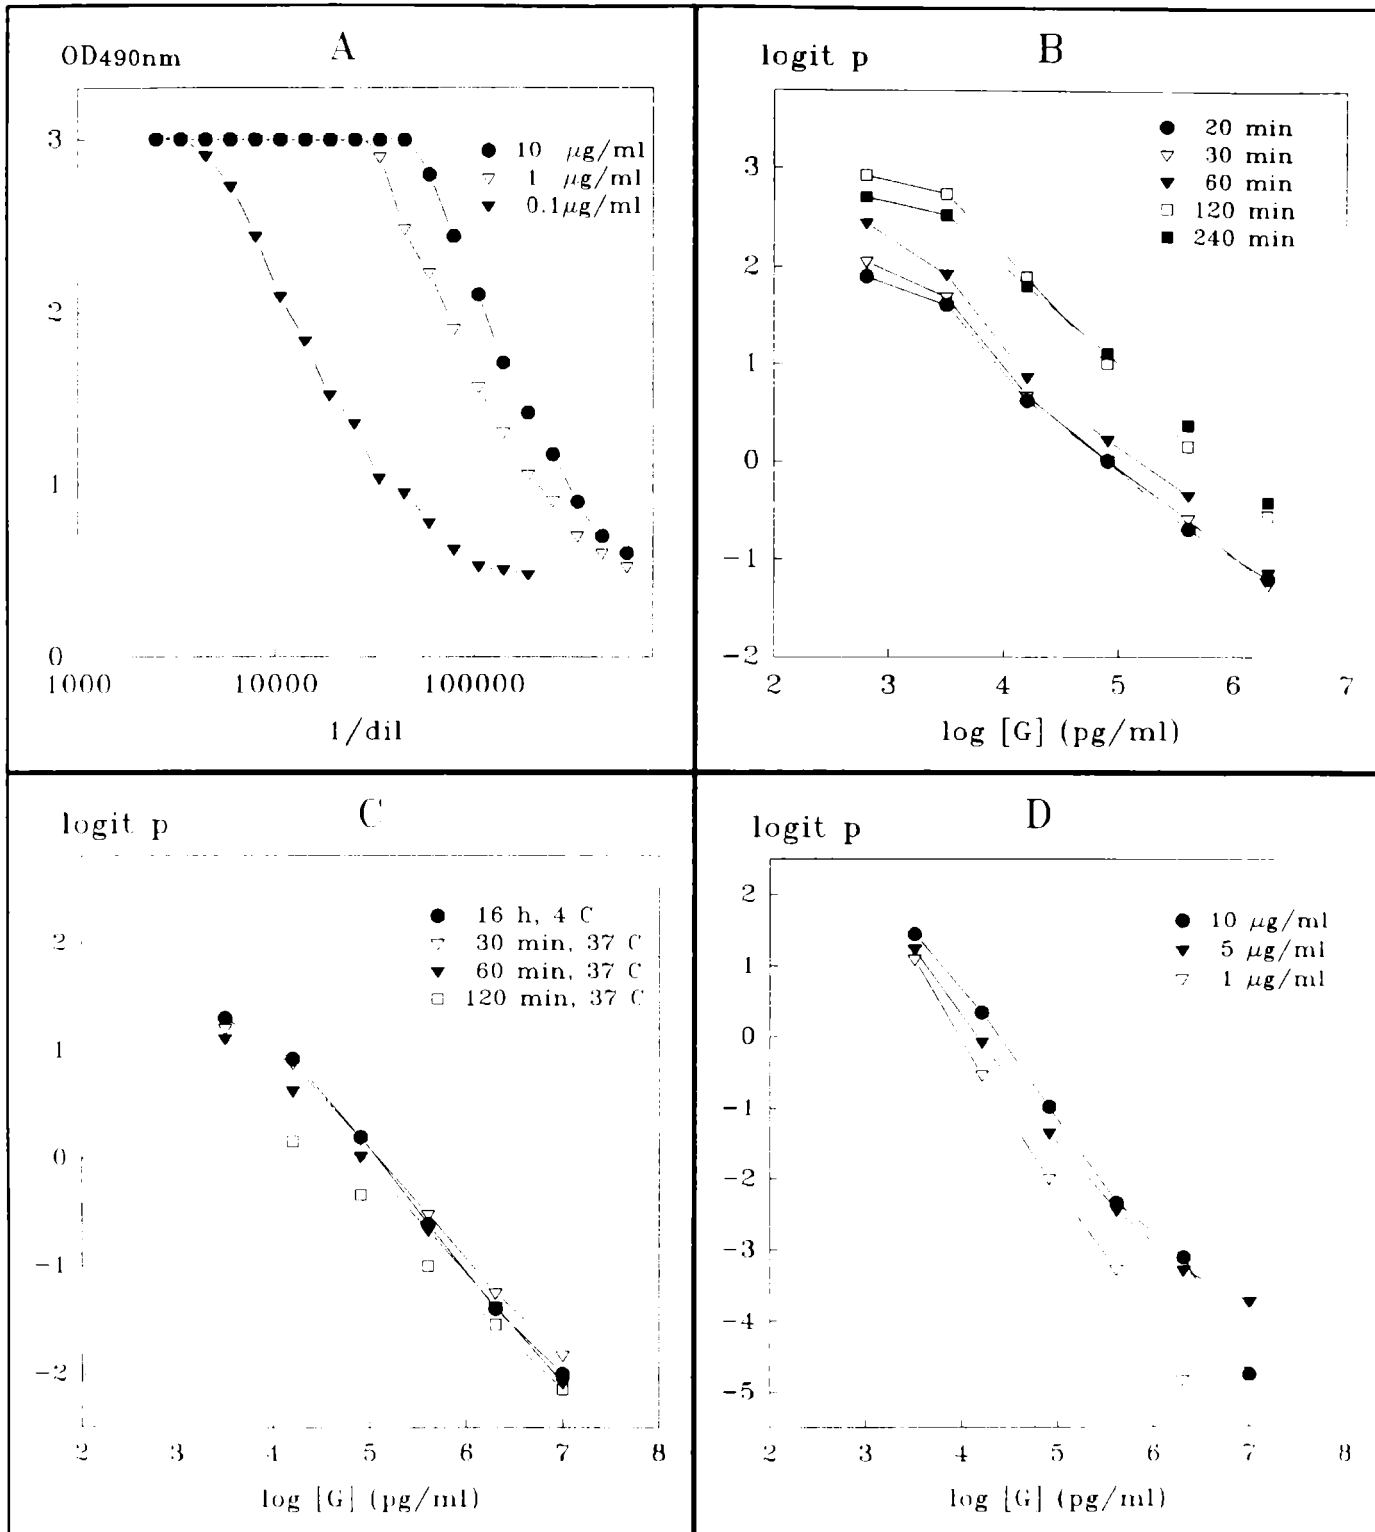 A
OD490nm
10 μg/ml
1 μg/ml
0.1μg/ml
3
2
1
0
1000 10000 100000
1/dil
B
logit p
20 min
30 min
60 min
120 min
240 min
3
2
1
0
-1
-2
2 3 4 5 6 7
log [G] (pg/ml)
C
logit p
16 h, 4 C
30 min, 37 C
60 min, 37 C
120 min, 37 C
2
1
0
-1
-2
2 3 4 5 6 7 8
log [G] (pg/ml)
D
logit p
10 μg/ml
5 μg/ml
1 μg/ml
2
1
0
-1
-2
-3
-4
-5
2 3 4 5 6 7 8
log [G] (pg/ml)